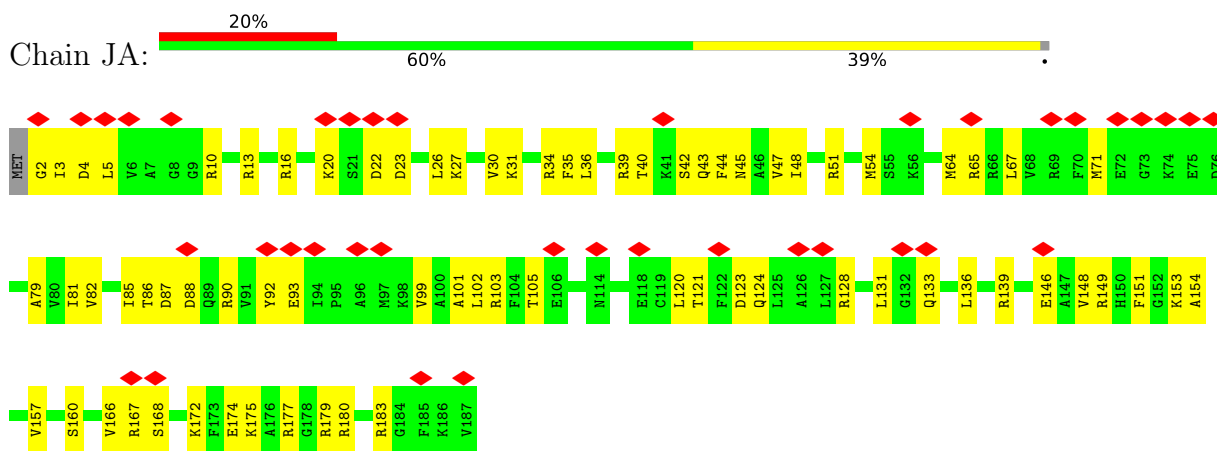 20%
Chain JA:
60% 39% •
MET G2 I3 D4 L5 V6 A7 G8 G9 R10 R13 R16 K20 S21 D22 D23 L26 K27 V30 K31 R34 F35 L36 R39 T40 K41 S42 Q43 F44 N45 A46 V47 I48 R51 M54 S55 K56 M64 R65 R66 L67 V68 R69 F70 M71 E72 G73 K74 E75 D76
A79 V80 I81 V82 I85 T86 D87 D88 Q89 R90 V91 Y92 E93 I94 P95 A96 M97 K98 V99 A100 A101 L102 R103 F104 T105 E106 N114 E118 C119 L120 T121 F122 D123 Q124 L125 A126 L127 R128 L131 G132 Q133 L136 R139 E146 A147 V148 R149 H150 F151 G152 K153 A154
V157 S160 V166 R167 S168 K172 F173 E174 K175 A176 R177 G178 R179 R180 R183 G184 F185 K186 V187